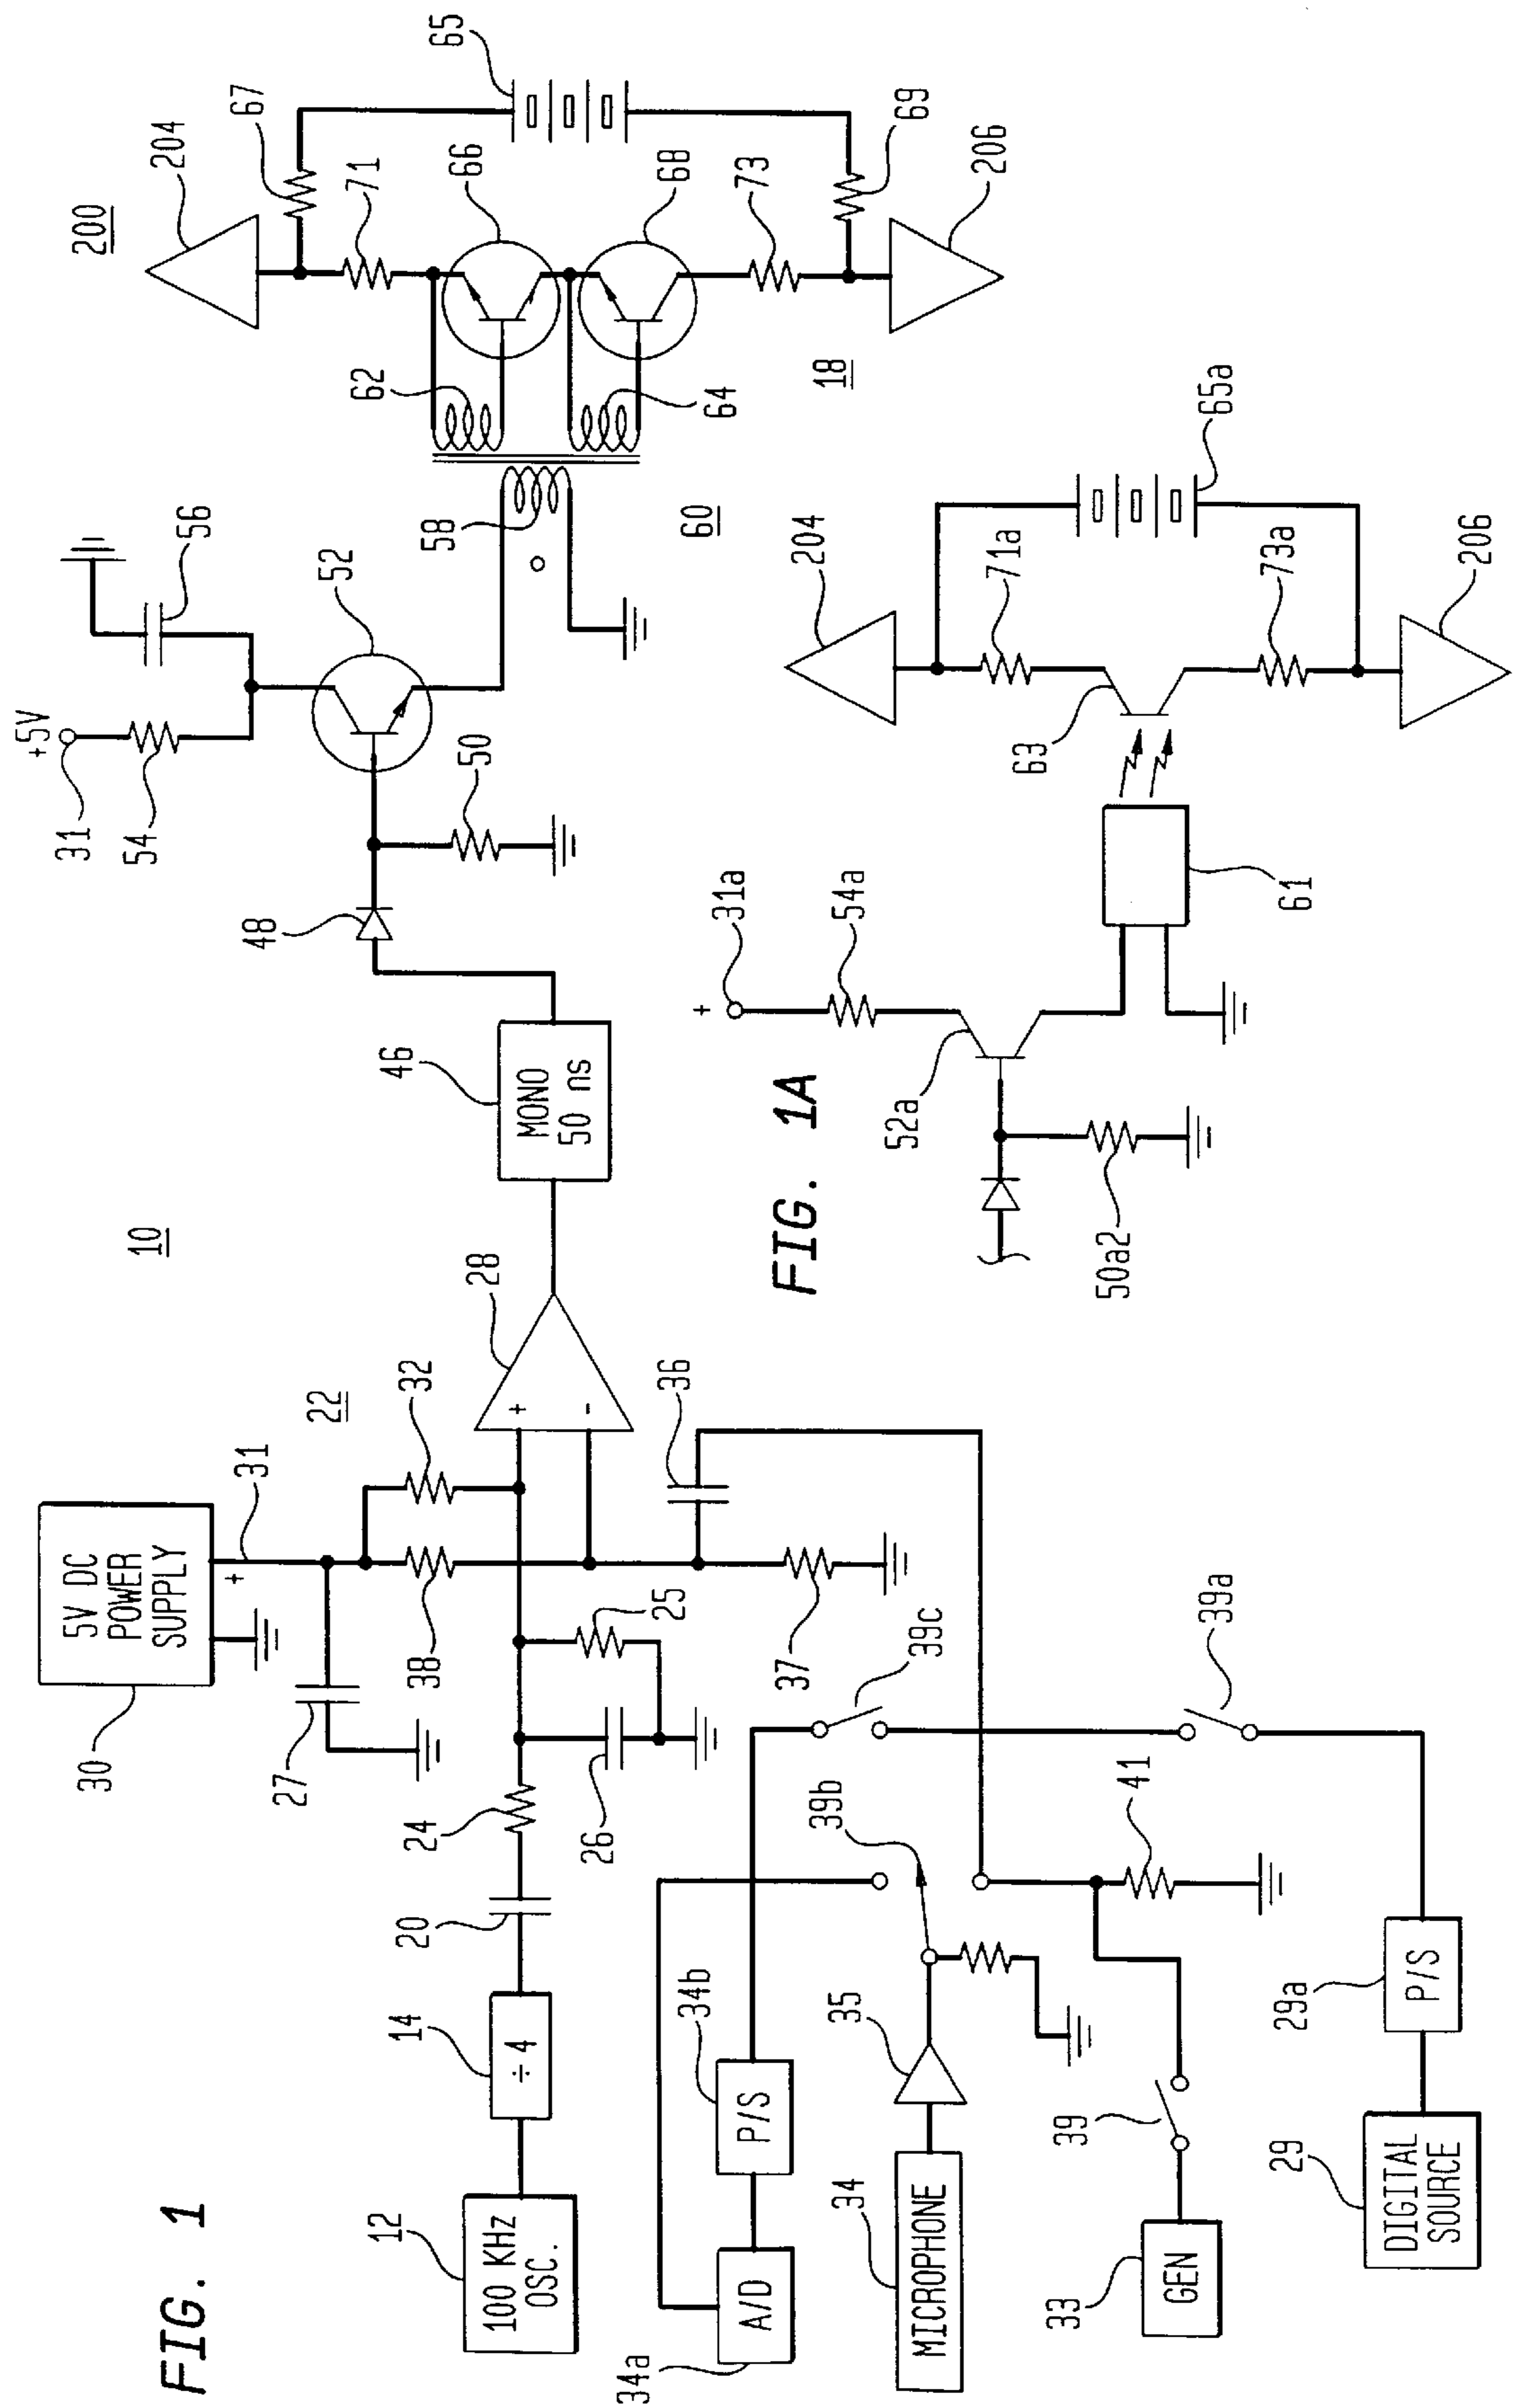 FIG. 1
10
12
100 KHz
OSC.
14
÷ 4
20
24
26
25
22
30
5V DC
POWER
SUPPLY
+
31
27
38
32
28
+
-
36
37
46
MONO
50 ns
48
50
52
31
+5V
54
56
58
60
62
64
66
68
18
200
204
67
71
65
73
69
206
34a
A/D
34b
P/S
34
MICROPHONE
35
39b
39c
39a
41
33
GEN
39
29
DIGITAL
SOURCE
29a
P/S
FIG. 1A
50a2
52a
+
31a
54a
61
63
204
71a
65a
73a
206